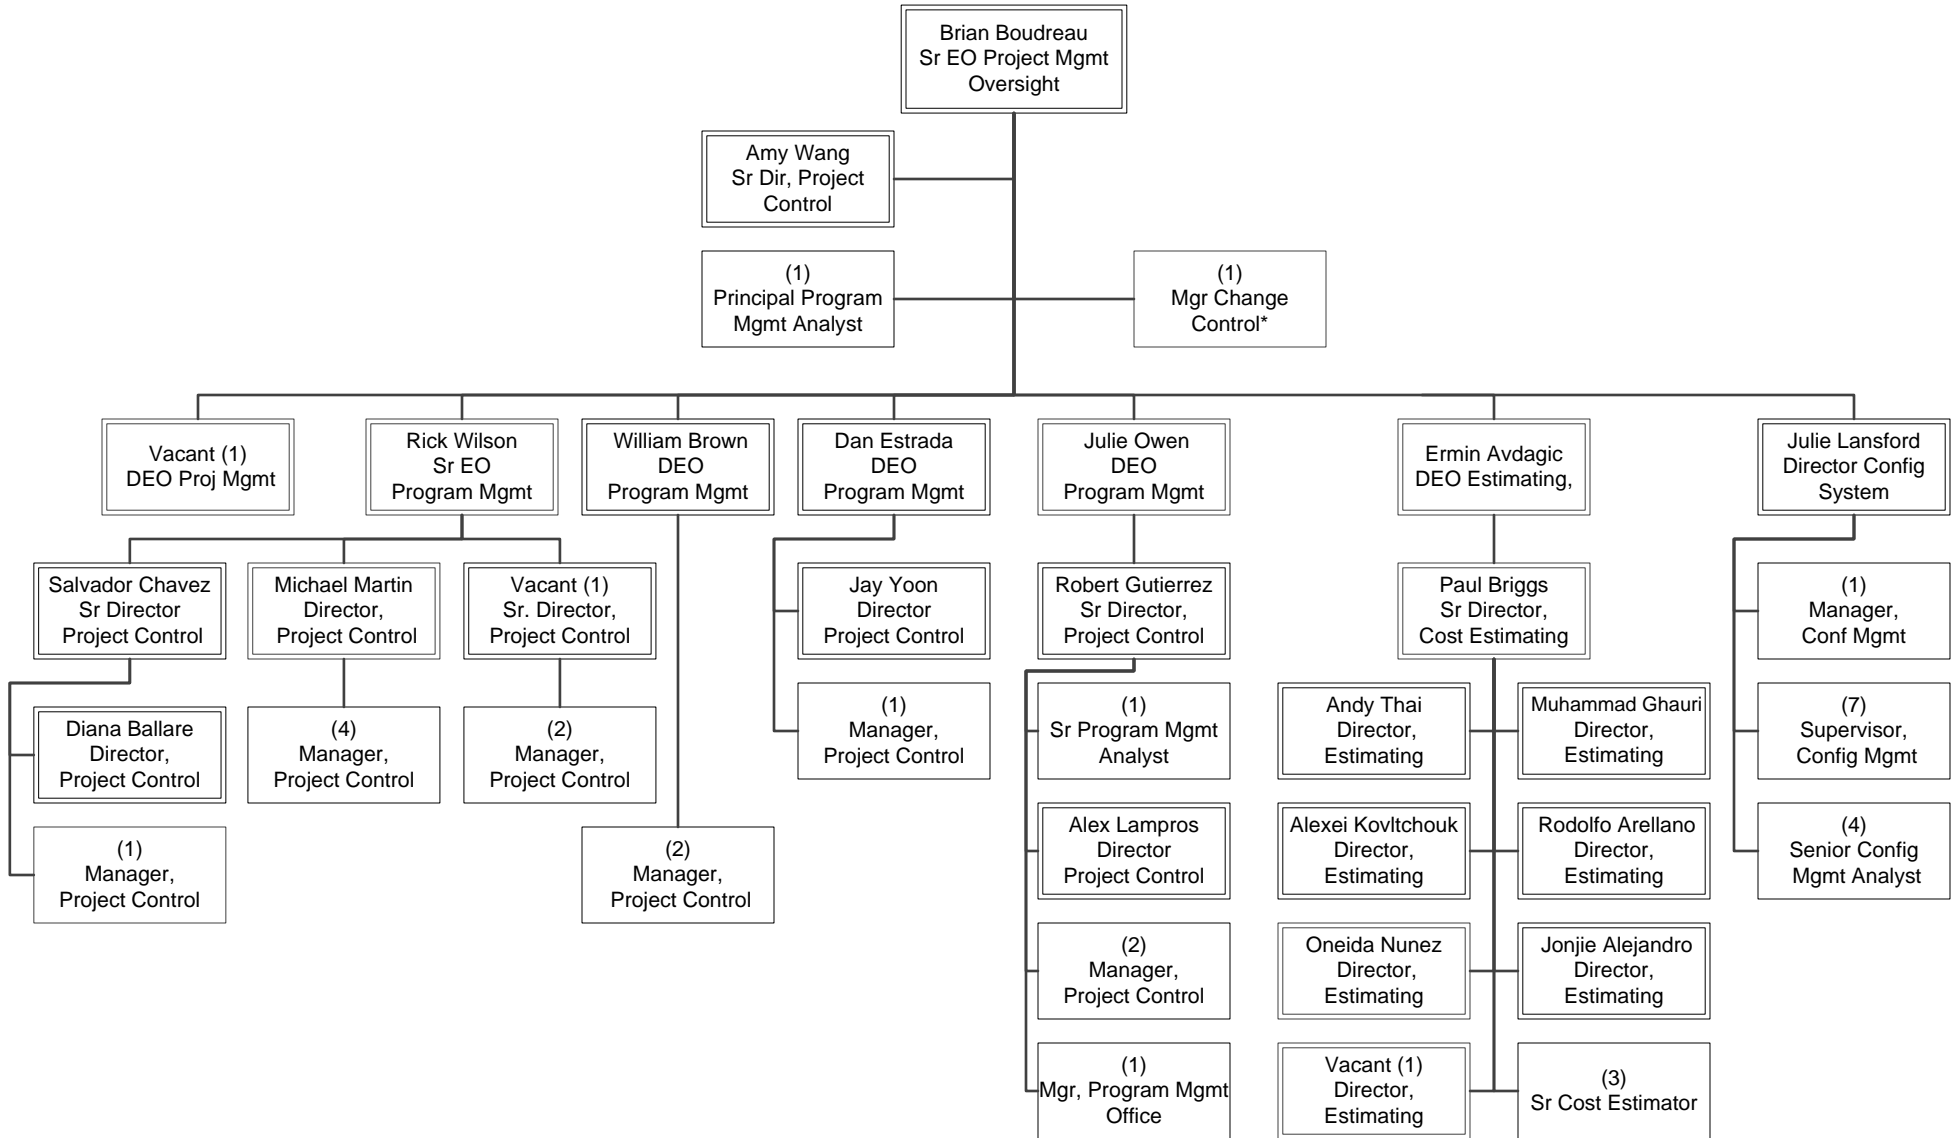 Brian Boudreau
Sr EO Project Mgmt
Oversight
Amy Wang
Sr Dir, Project
Control
(1)
Principal Program
Mgmt Analyst
(1)
Mgr Change
Control*
Vacant (1)
DEO Proj Mgmt
Rick Wilson
Sr EO
Program Mgmt
William Brown
DEO
Program Mgmt
Dan Estrada
DEO
Program Mgmt
Julie Owen
DEO
Program Mgmt
Ermin Avdagic
DEO Estimating,
Julie Lansford
Director Config
System
Salvador Chavez
Sr Director
Project Control
Michael Martin
Director,
Project Control
Vacant (1)
Sr. Director,
Project Control
Jay Yoon
Director
Project Control
Robert Gutierrez
Sr Director,
Project Control
Paul Briggs
Sr Director,
Cost Estimating
(1)
Manager,
Conf Mgmt
Diana Ballare
Director,
Project Control
(4)
Manager,
Project Control
(2)
Manager,
Project Control
(1)
Manager,
Project Control
(1)
Sr Program Mgmt
Analyst
Andy Thai
Director,
Estimating
Muhammad Ghauri
Director,
Estimating
(7)
Supervisor,
Config Mgmt
(1)
Manager,
Project Control
(2)
Manager,
Project Control
Alex Lampros
Director
Project Control
Alexei Kovltchouk
Director,
Estimating
Rodolfo Arellano
Director,
Estimating
(4)
Senior Config
Mgmt Analyst
(2)
Manager,
Project Control
Oneida Nunez
Director,
Estimating
Jonjie Alejandro
Director,
Estimating
(1)
Mgr, Program Mgmt
Office
Vacant (1)
Director,
Estimating
(3)
Sr Cost Estimator